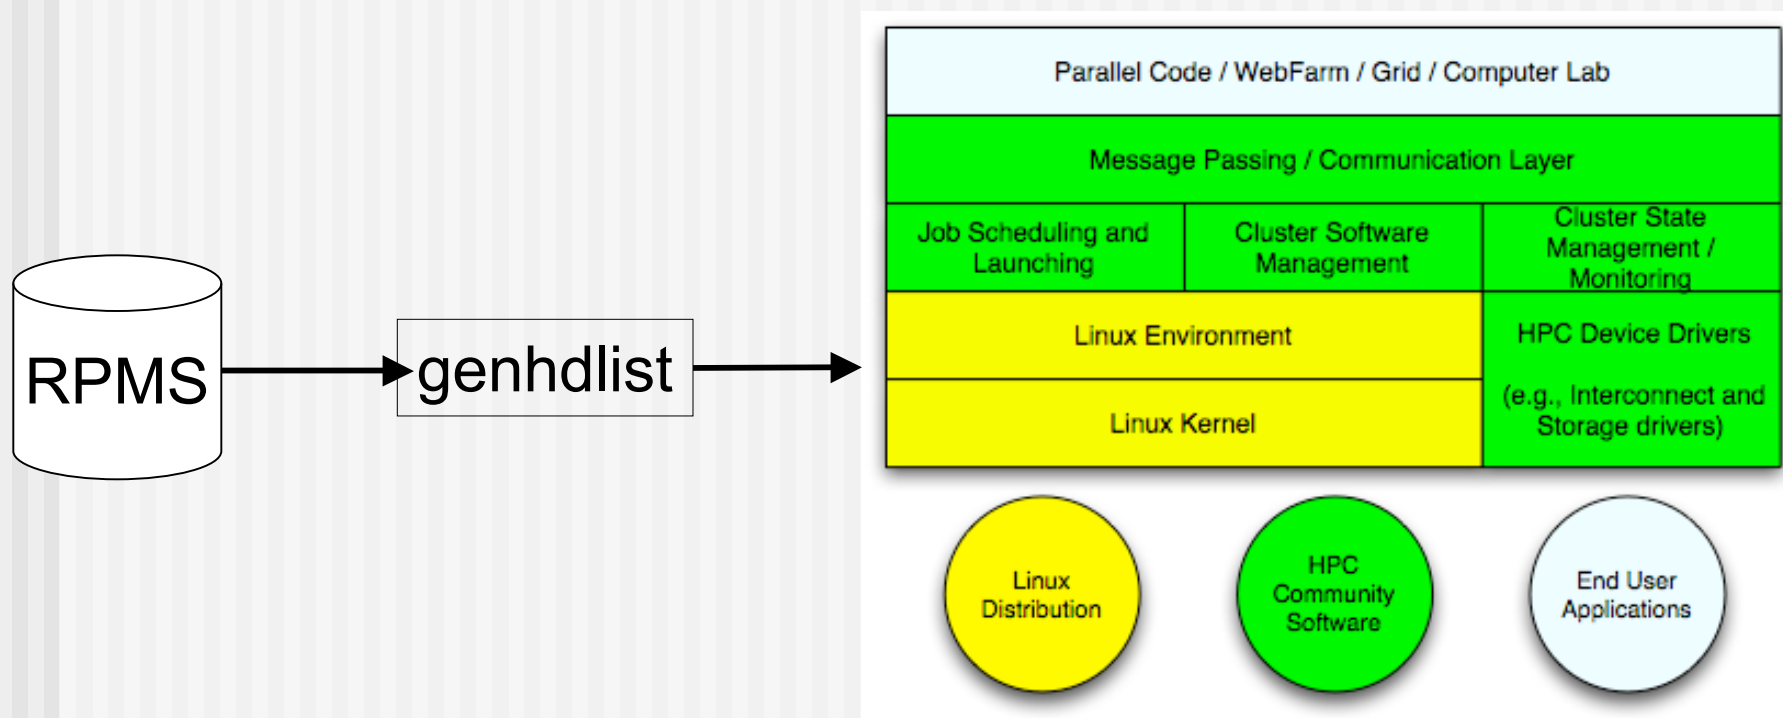 RPMS
genhdlist
Parallel Code / WebFarm / Grid / Computer Lab
Message Passing / Communication Layer
Job Scheduling and
Launching
Cluster Software
Management
Cluster State
Management /
Monitoring
Linux Environment
HPC Device Drivers
(e.g., Interconnect and
Storage drivers)
Linux Kernel
Linux
Distribution
HPC
Community
Software
End User
Applications